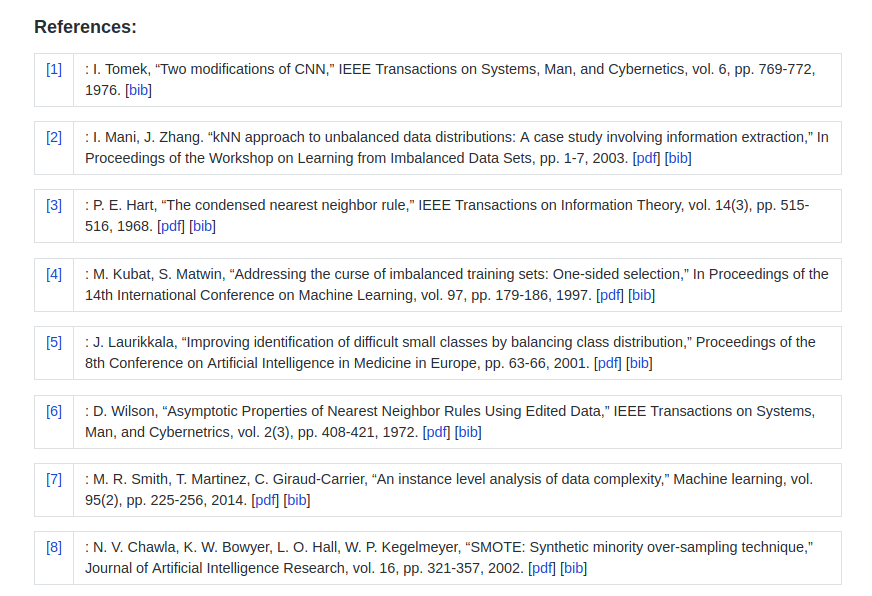 References:
[1] : I. Tomek, “Two modifications of CNN,” IEEE Transactions on Systems, Man, and Cybernetics, vol. 6, pp. 769-772,
1976. [bib]
[2] : I. Mani, J. Zhang. “kNN approach to unbalanced data distributions: A case study involving information extraction,” In
Proceedings of the Workshop on Learning from Imbalanced Data Sets, pp. 1-7, 2003. [pdf] [bib]
[3] : P. E. Hart, “The condensed nearest neighbor rule,” IEEE Transactions on Information Theory, vol. 14(3), pp. 515-
516, 1968. [pdf] [bib]
[4] : M. Kubat, S. Matwin, “Addressing the curse of imbalanced training sets: One-sided selection,” In Proceedings of the
14th International Conference on Machine Learning, vol. 97, pp. 179-186, 1997. [pdf] [bib]
[5] : J. Laurikkala, “Improving identification of difficult small classes by balancing class distribution,” Proceedings of the
8th Conference on Artificial Intelligence in Medicine in Europe, pp. 63-66, 2001. [pdf] [bib]
[6] : D. Wilson, “Asymptotic Properties of Nearest Neighbor Rules Using Edited Data,” IEEE Transactions on Systems,
Man, and Cybernetrics, vol. 2(3), pp. 408-421, 1972. [pdf] [bib]
[7] : M. R. Smith, T. Martinez, C. Giraud-Carrier, “An instance level analysis of data complexity,” Machine learning, vol.
95(2), pp. 225-256, 2014. [pdf] [bib]
[8] : N. V. Chawla, K. W. Bowyer, L. O. Hall, W. P. Kegelmeyer, “SMOTE: Synthetic minority over-sampling technique,”
Journal of Artificial Intelligence Research, vol. 16, pp. 321-357, 2002. [pdf] [bib]